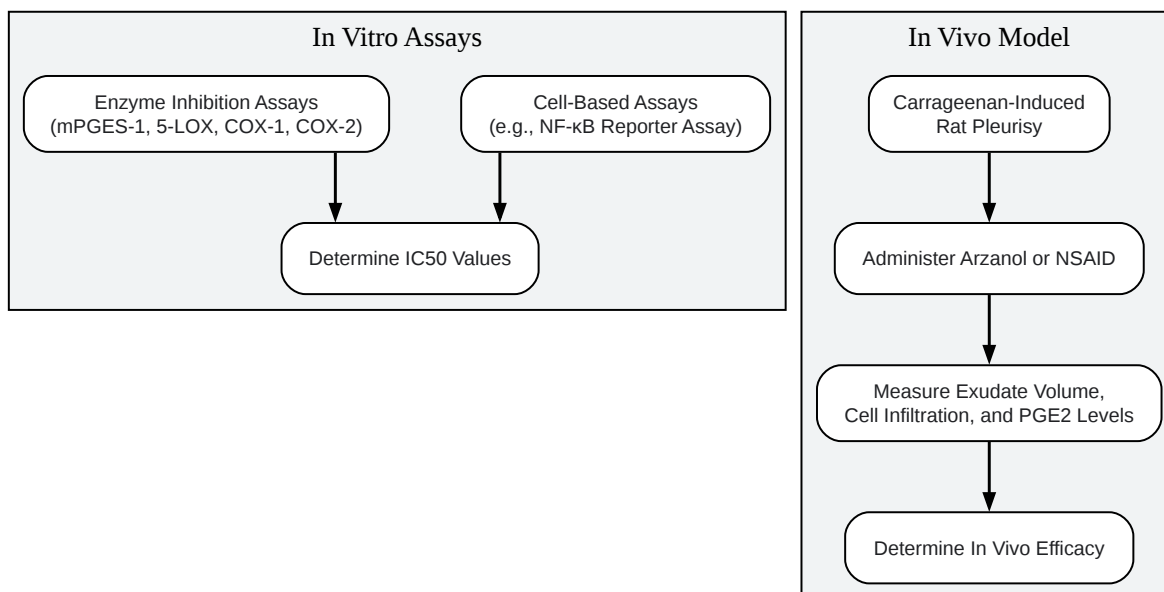 In Vitro Assays
Enzyme Inhibition Assays
(mPGES-1, 5-LOX, COX-1, COX-2)
Cell-Based Assays
(e.g., NF-κB Reporter Assay)
Determine IC50 Values
In Vivo Model
Carrageenan-Induced
Rat Pleurisy
Administer Arzanol or NSAID
Measure Exudate Volume,
Cell Infiltration, and PGE2 Levels
Determine In Vivo Efficacy